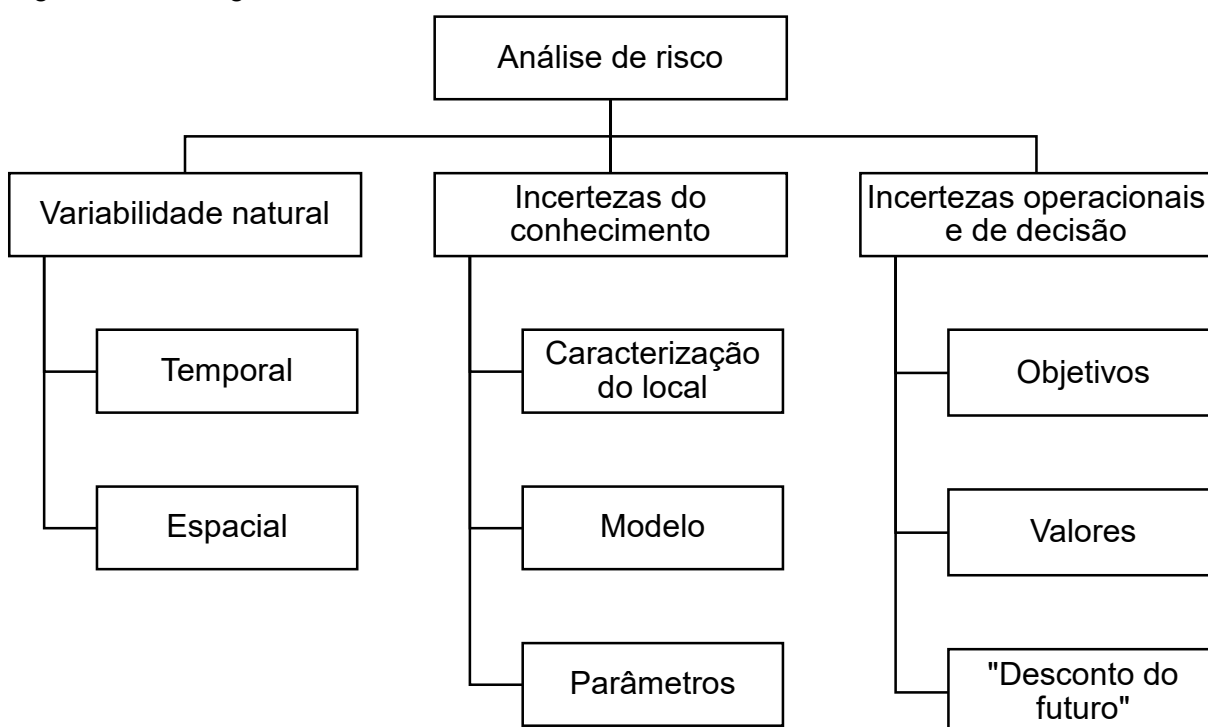 Análise de risco
Variabilidade natural
Temporal
Espacial
Incertezas do
conhecimento
Caracterização
do local
Modelo
Parâmetros
Incertezas operacionais
e de decisão
Objetivos
Valores
"Desconto do
futuro"